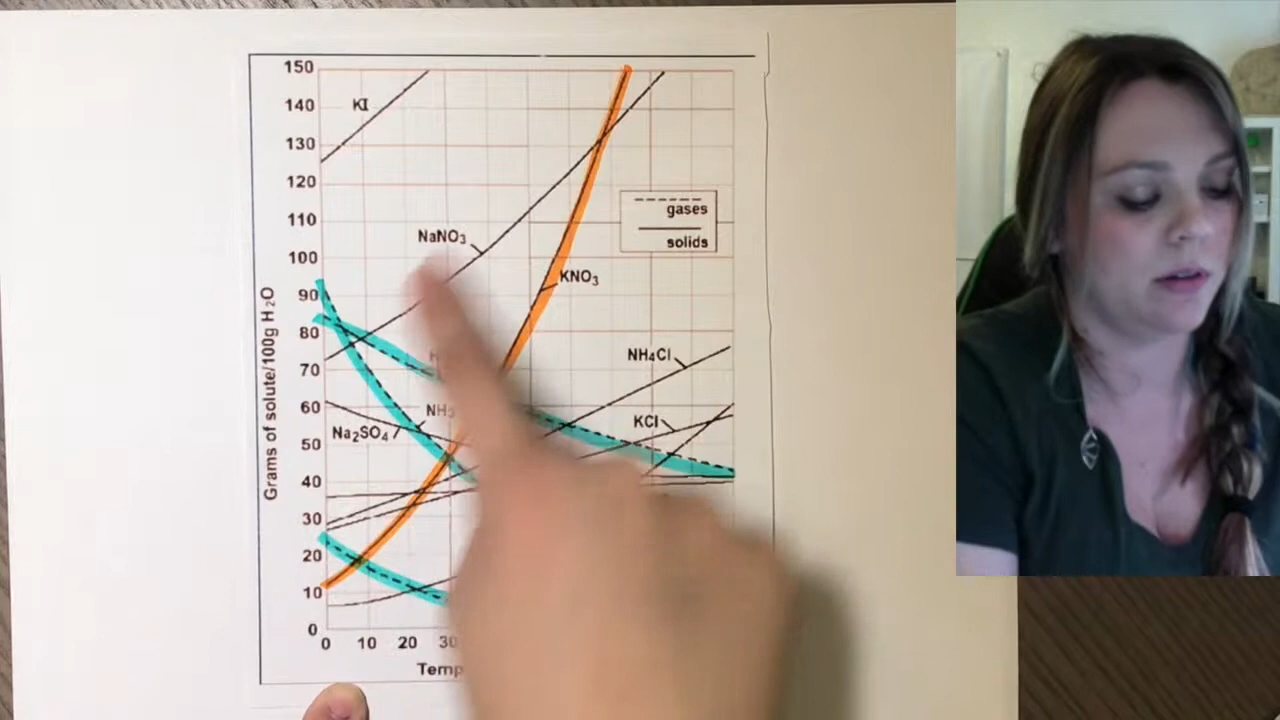 150
140
130
120
110
100
90
80
70
60
50
40
30
20
10
0
Grams of solute/100g H₂O
KI
NaNO₃
gases
solids
KNO₃
NH₄Cl
KCl
NH₃
Na₂SO₄
0 10 20 30